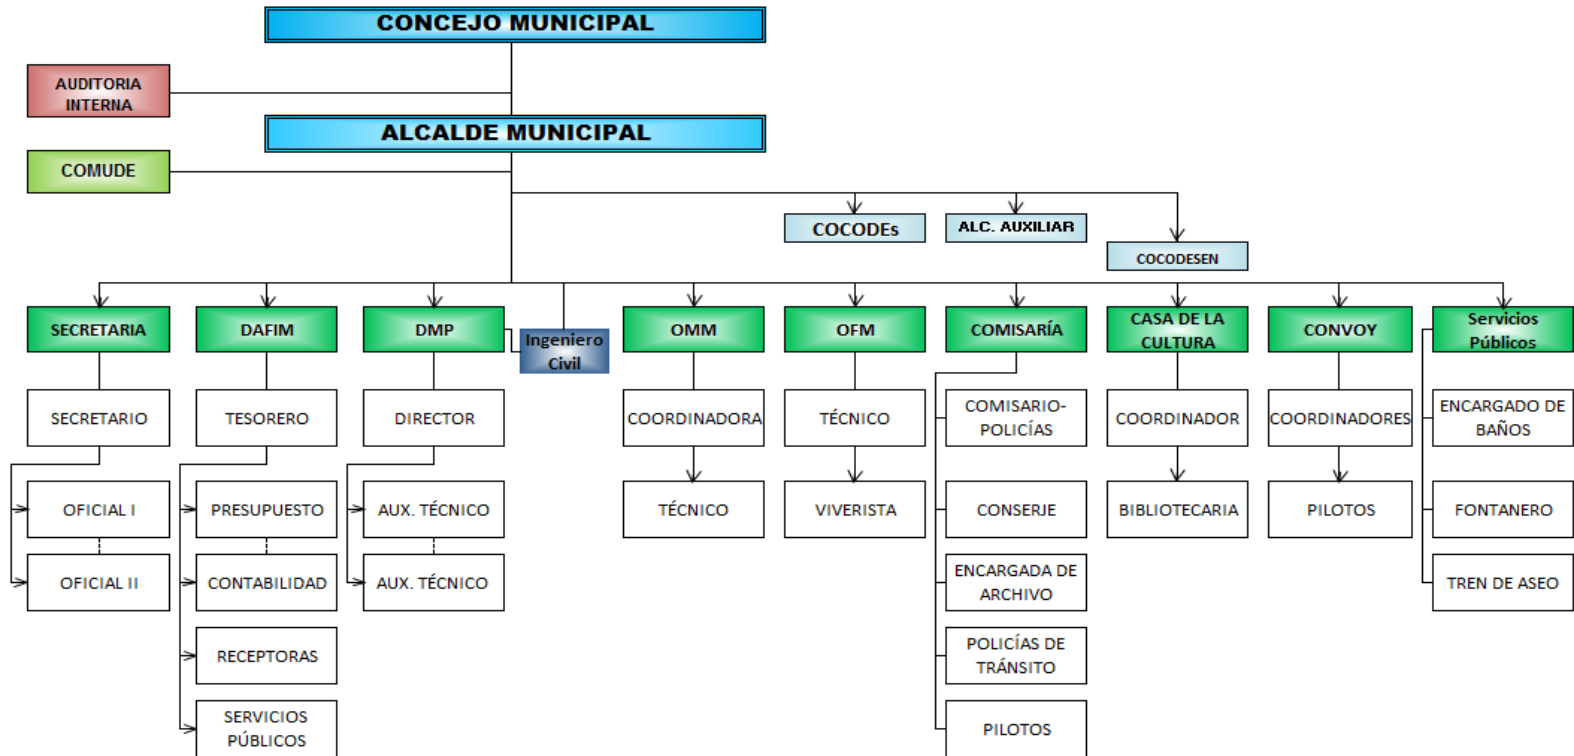 CONCEJO MUNICIPAL
AUDITORIA
INTERNA
ALCALDE MUNICIPAL
COMUDE
COCODEs
ALC. AUXILIAR
COCODESEN
SECRETARIA
DAFIM
DMP
Ingeniero
Civil
OMM
OFM
COMISARÍA
CASA DE LA
CULTURA
CONVOY
Servicios
Públicos
SECRETARIO
TESORERO
DIRECTOR
COORDINADORA
TÉCNICO
COMISARIO-
POLICÍAS
COORDINADOR
COORDINADORES
ENCARGADO DE
BAÑOS
OFICIAL I
PRESUPUESTO
AUX. TÉCNICO
TÉCNICO
VIVERISTA
CONSERJE
BIBLIOTECARIA
PILOTOS
FONTANERO
OFICIAL II
CONTABILIDAD
AUX. TÉCNICO
ENCARGADA DE
ARCHIVO
TREN DE ASEO
RECEPTORAS
POLICÍAS DE
TRÁNSITO
SERVICIOS
PÚBLICOS
PILOTOS